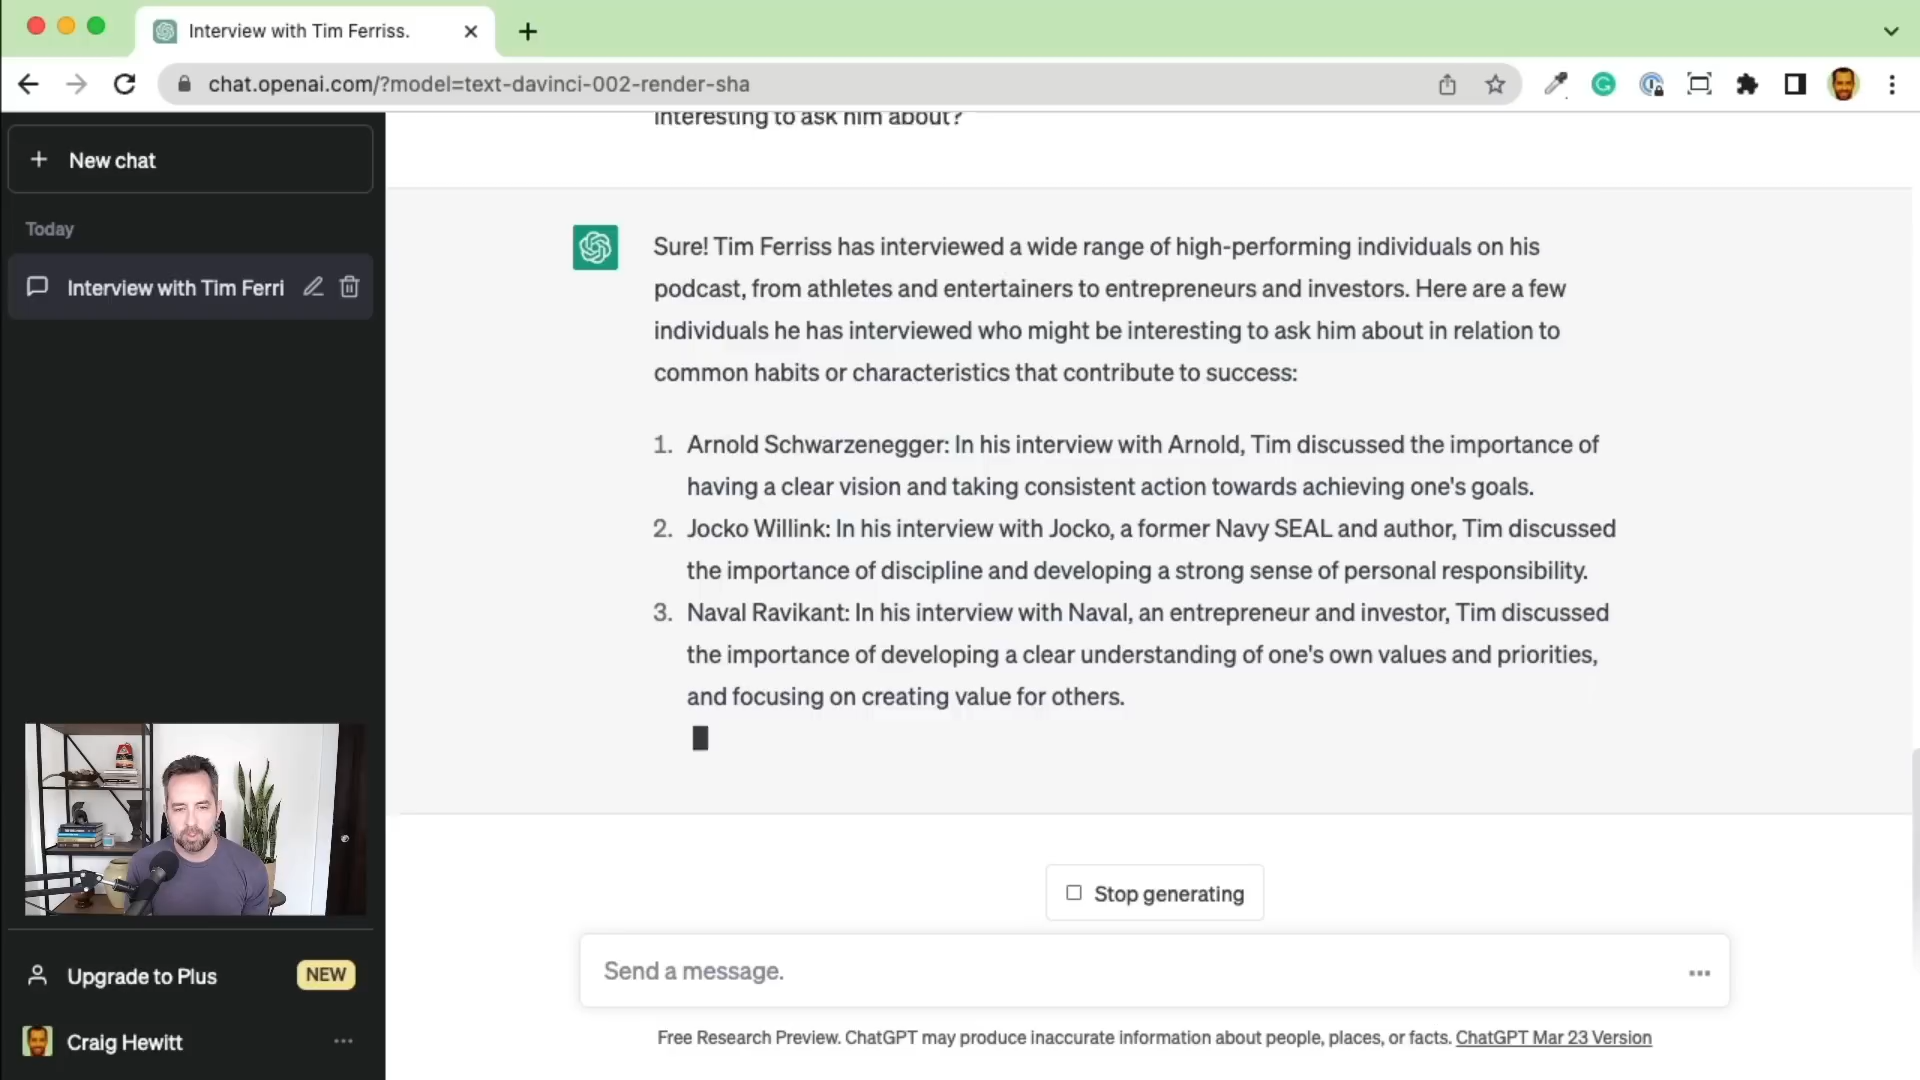 Interview with Tim Ferriss.
chat.openai.com/?model=text-davinci-002-render-sha
New chat
Today
Interview with Tim Ferri
interesting to ask him about?
Sure! Tim Ferriss has interviewed a wide range of high-performing individuals on his
podcast, from athletes and entertainers to entrepreneurs and investors. Here are a few
individuals he has interviewed who might be interesting to ask him about in relation to
common habits or characteristics that contribute to success:
1. Arnold Schwarzenegger: In his interview with Arnold, Tim discussed the importance of
having a clear vision and taking consistent action towards achieving one's goals.
2. Jocko Willink: In his interview with Jocko, a former Navy SEAL and author, Tim discussed
the importance of discipline and developing a strong sense of personal responsibility.
3. Naval Ravikant: In his interview with Naval, an entrepreneur and investor, Tim discussed
the importance of developing a clear understanding of one's own values and priorities,
and focusing on creating value for others.
Stop generating
Send a message.
Free Research Preview. ChatGPT may produce inaccurate information about people, places, or facts. ChatGPT Mar 23 Version
Upgrade to Plus NEW
Craig Hewitt